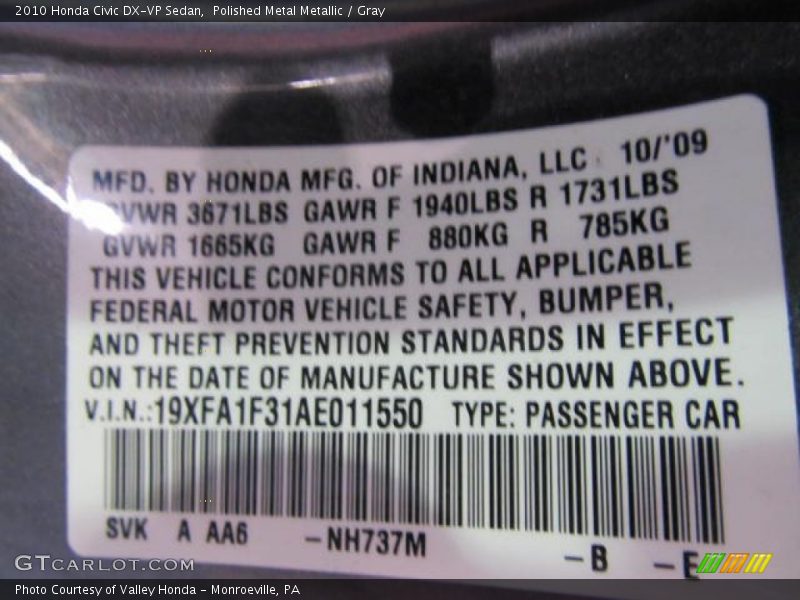 2010 Honda Civic DX-VP Sedan, Polished Metal Metallic / Gray
MFD. BY HONDA MFG. OF INDIANA, LLC 10/'09
GVWR 3671LBS GAWR F 1940LBS R 1731LBS
GVWR 1665KG GAWR F 880KG R 785KG
THIS VEHICLE CONFORMS TO ALL APPLICABLE
FEDERAL MOTOR VEHICLE SAFETY, BUMPER,
AND THEFT PREVENTION STANDARDS IN EFFECT
ON THE DATE OF MANUFACTURE SHOWN ABOVE.
V.I.N.:19XFA1F31AE011550 TYPE: PASSENGER CAR
SVK A AA6 -NH737M -B -E
GTCARLOT.COM
Photo Courtesy of Valley Honda - Monroeville, PA